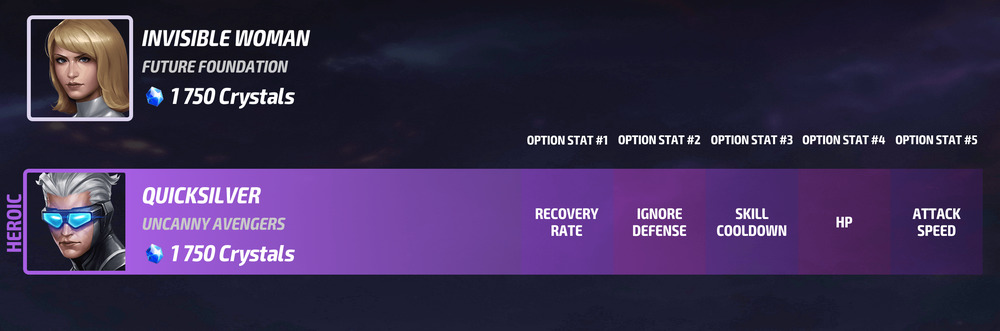 INVISIBLE WOMAN
FUTURE FOUNDATION
1 750 Crystals
OPTION STAT #1 OPTION STAT #2 OPTION STAT #3 OPTION STAT #4 OPTION STAT #5
HEROIC
QUICKSILVER
UNCANNY AVENGERS
1 750 Crystals
RECOVERY RATE
IGNORE DEFENSE
SKILL COOLDOWN
HP
ATTACK SPEED